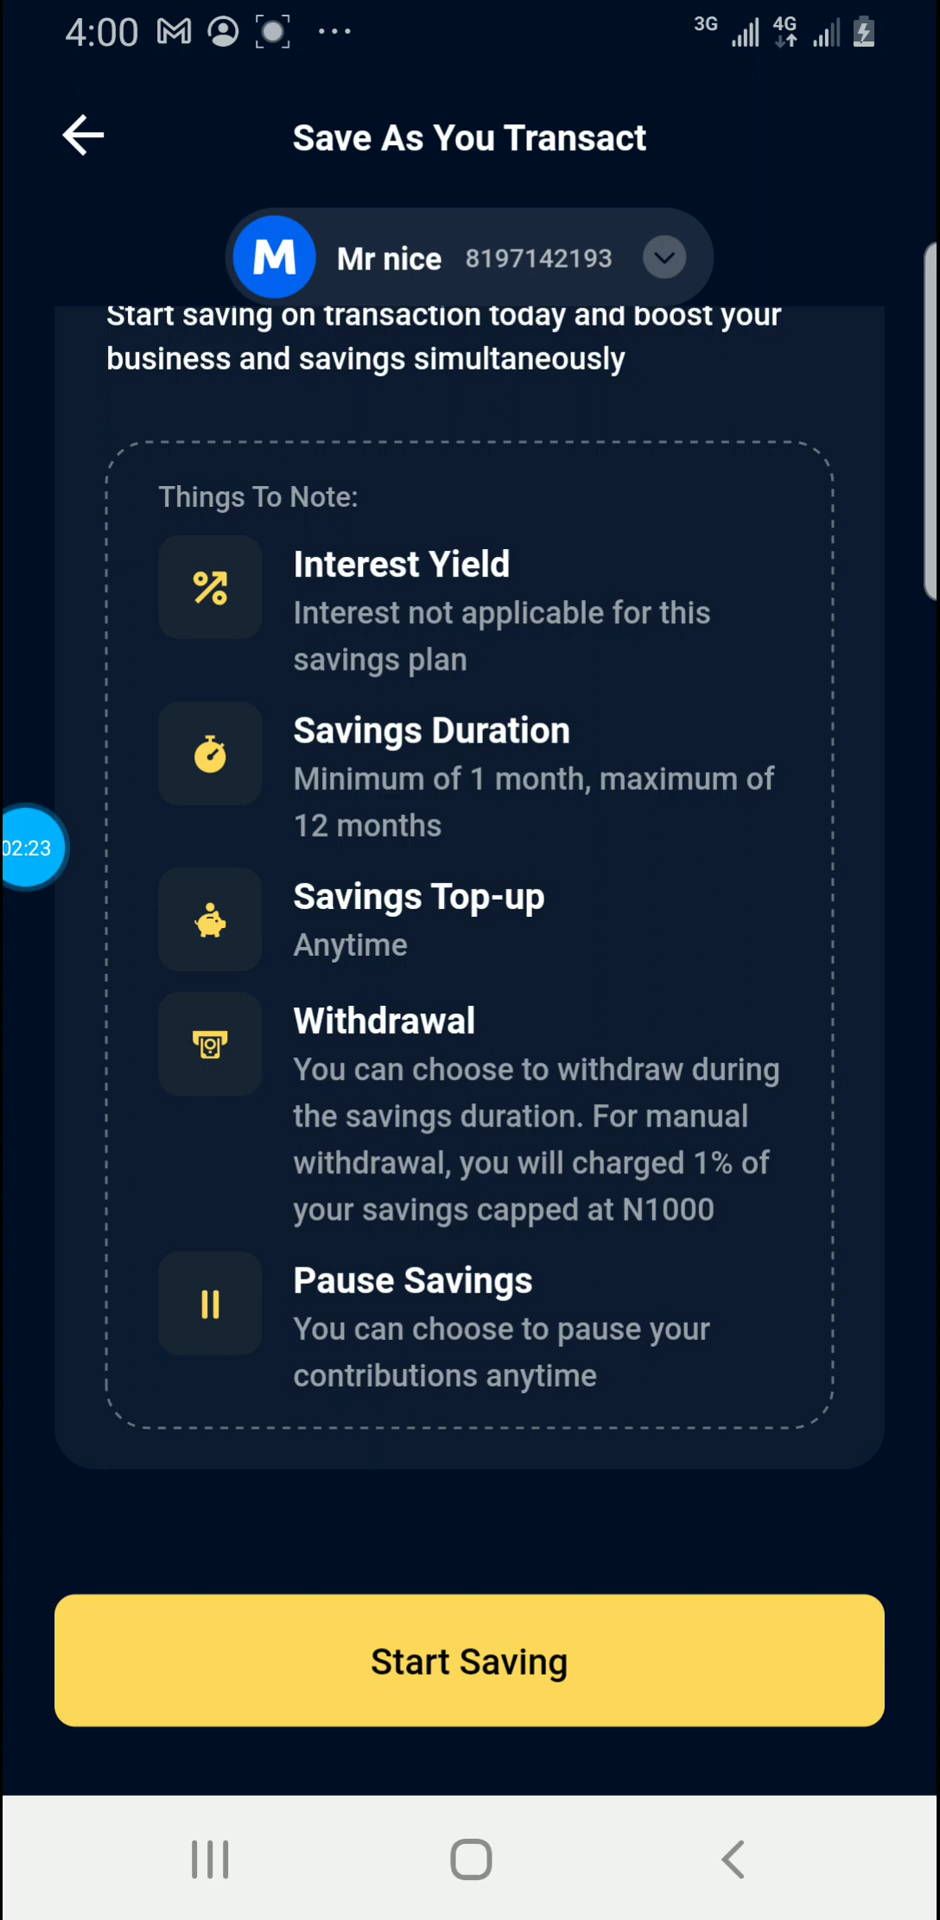 4:00
3G 4G
Save As You Transact
M Mr nice 8197142193
Start saving on transaction today and boost your
business and savings simultaneously
Things To Note:
Interest Yield
Interest not applicable for this
savings plan
Savings Duration
Minimum of 1 month, maximum of
12 months
02:23
Savings Top-up
Anytime
Withdrawal
You can choose to withdraw during
the savings duration. For manual
withdrawal, you will charged 1% of
your savings capped at N1000
Pause Savings
You can choose to pause your
contributions anytime
Start Saving